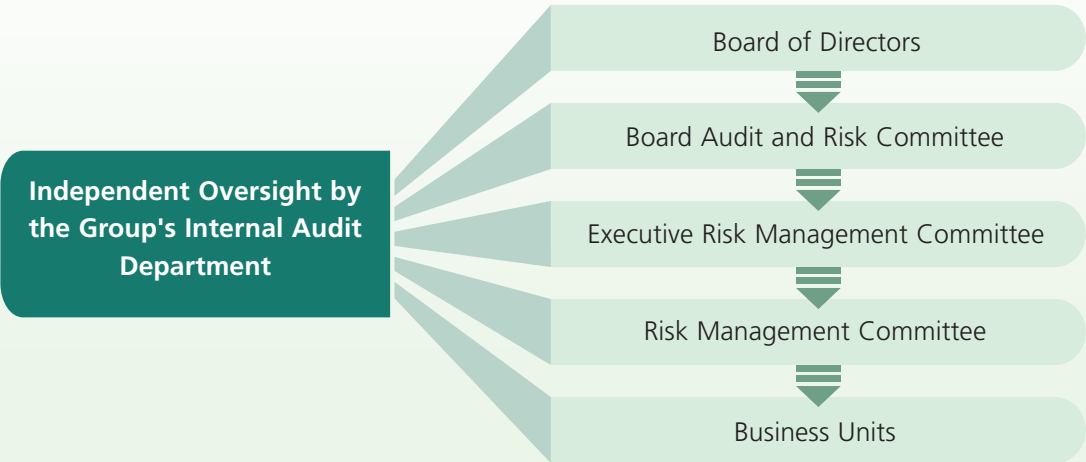 Independent Oversight by
the Group's Internal Audit
Department
Board of Directors
Board Audit and Risk Committee
Executive Risk Management Committee
Risk Management Committee
Business Units